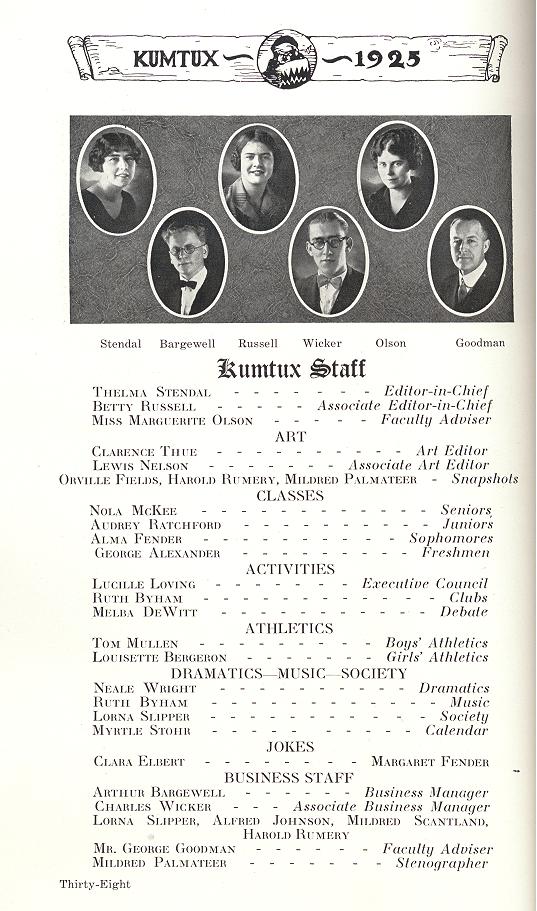 KUMTUX 1925
Stendal Bargewell Russell Wicker Olson Goodman
Kumtux Staff
THELMA STENDAL - - - - - - - Editor-in-Chief
BETTY RUSSELL - - - - - Associate Editor-in-Chief
MISS MARGUERITE OLSON - - - - - Faculty Adviser
ART
CLARENCE THUE - - - - - - - - - - Art Editor
LEWIS NELSON - - - - - - - Associate Art Editor
ORVILLE FIELDS, HAROLD RUMERY, MILDRED PALMATEER - Snapshots
CLASSES
NOLA MCKEE - - - - - - - - - - - - Seniors
AUDREY RATCHFORD - - - - - - - - - - Juniors
ALMA FENDER - - - - - - - - - - Sophomores
GEORGE ALEXANDER - - - - - - - - Freshmen
ACTIVITIES
LUCILLE LOVING - - - - - - - Executive Council
RUTH BYHAM - - - - - - - - - - - - Clubs
MELBA DEWITT - - - - - - - - - - Debate
ATHLETICS
TOM MULLEN - - - - - - - - Boys' Athletics
LOUISETTE BERGERON - - - - - - - Girls' Athletics
DRAMATICS—MUSIC—SOCIETY
NEALE WRIGHT - - - - - - - - - - Dramatics
RUTH BYHAM - - - - - - - - - - - - Music
LORNA SLIPPER - - - - - - - - - - - Society
MYRTLE STOHR - - - - - - - - - - Calendar
JOKES
CLARA ELBERT - - - - - - - MARGARET FENDER
BUSINESS STAFF
ARTHUR BARGEWELL - - - - - - Business Manager
CHARLES WICKER - - - Associate Business Manager
LORNA SLIPPER, ALFRED JOHNSON, MILDRED SCANTLAND,
HAROLD RUMERY
MR. GEORGE GOODMAN - - - - - - Faculty Adviser
MILDRED PALMATEER - - - - - - - Stenographer
Thirty-Eight